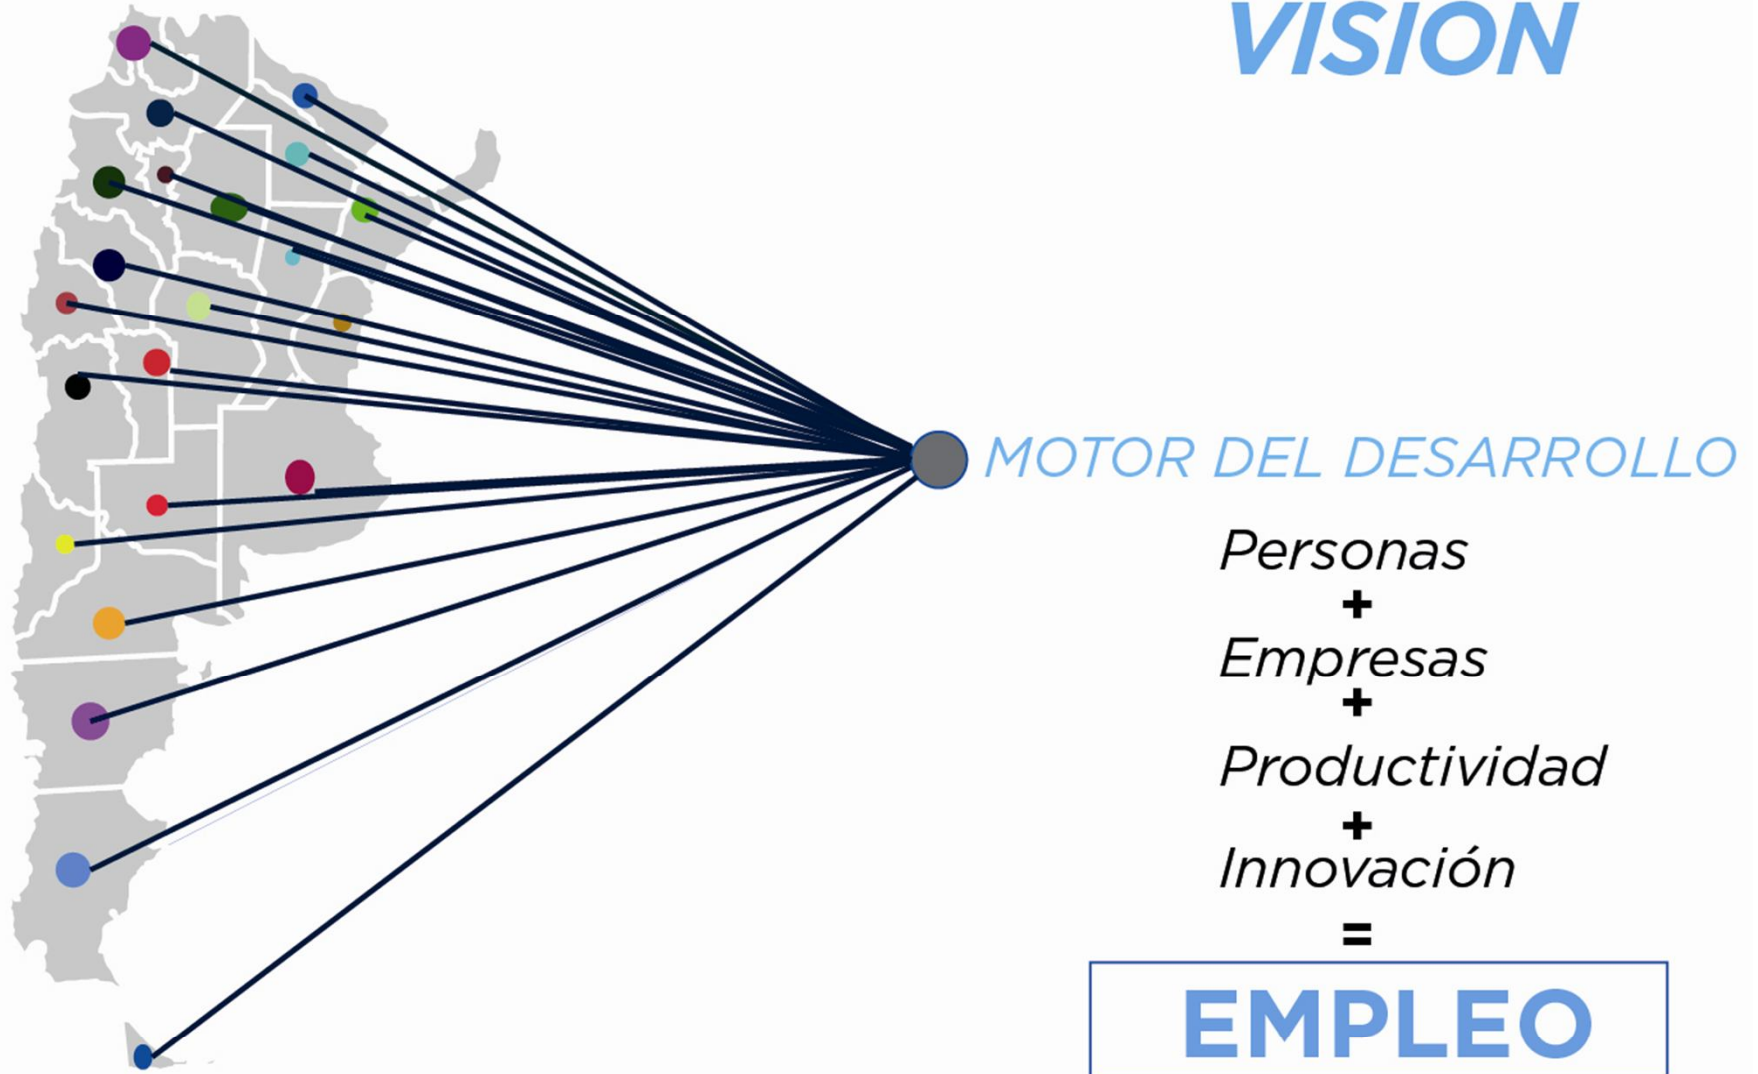 VISION
MOTOR DEL DESARROLLO
Personas
+
Empresas
+
Productividad
+
Innovación
=
EMPLEO